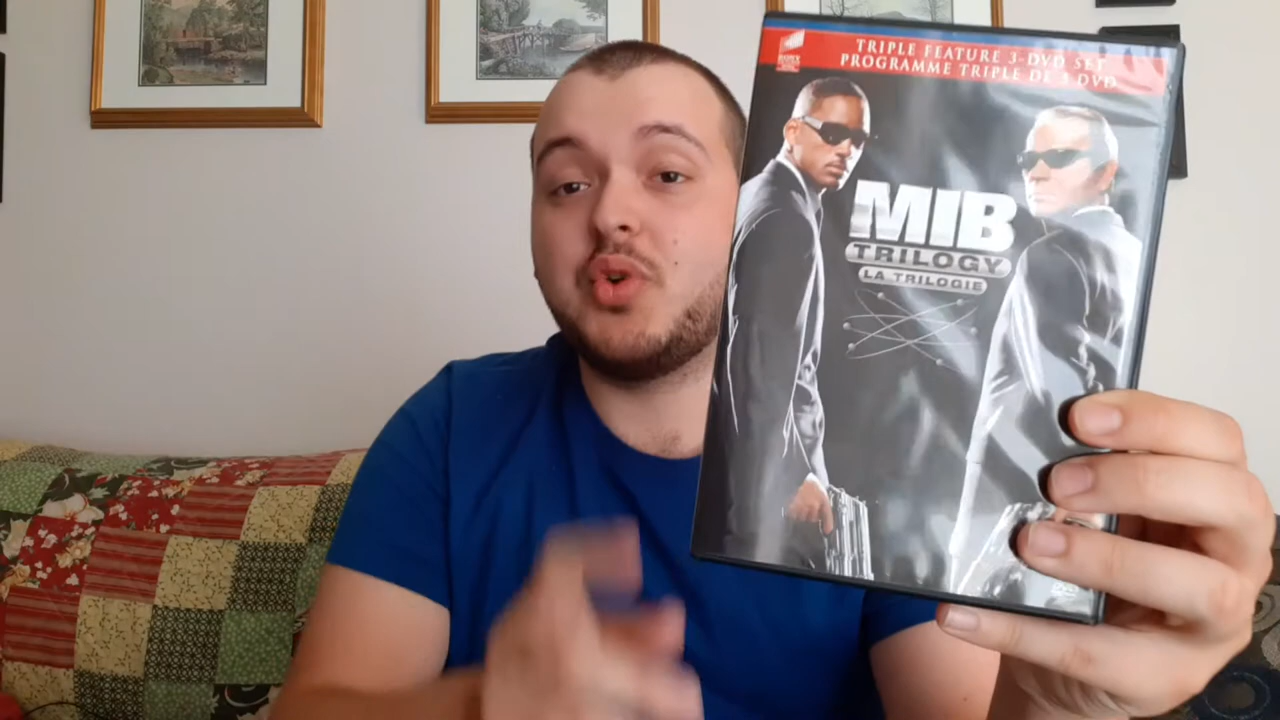 TRIPLE FEATURE 3-DVD SET
PROGRAMME TRIPLE DE 3 DVD
MIB
TRILOGY
LA TRILOGIE